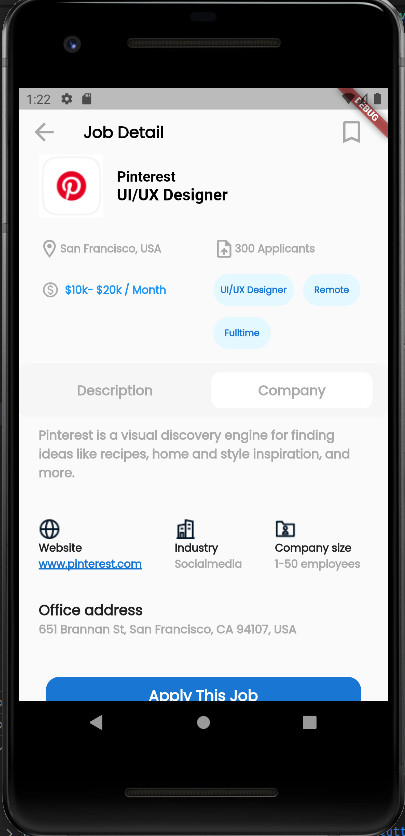 1:22
DEBUG
Job Detail
Pinterest
UI/UX Designer
San Francisco, USA
300 Applicants
$10k- $20k / Month
UI/UX Designer
Remote
Fulltime
Description
Company
Pinterest is a visual discovery engine for finding
ideas like recipes, home and style inspiration, and
more.
Website
Industry
Company size
www.pinterest.com
Socialmedia
1-50 employees
Office address
651 Brannan St, San Francisco, CA 94107, USA
Apply This Job